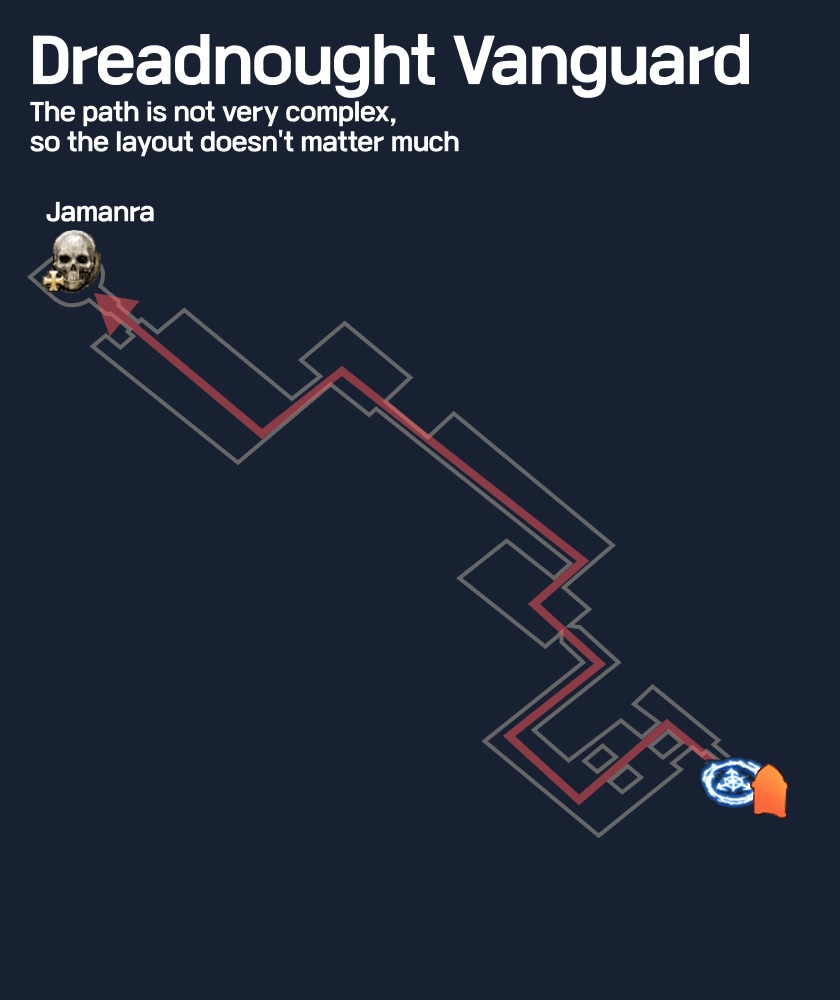 Dreadnought Vanguard
The path is not very complex,
so the layout doesn't matter much
Jamanra